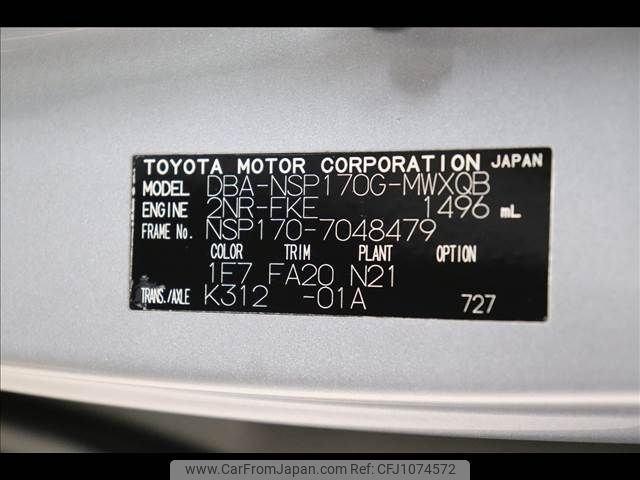 TOYOTA MOTOR CORPORATION JAPAN
MODEL DBA-NSP170G-MWXQB
ENGINE 2NR-FKE 1496 mL
FRAME No. NSP170-7048479
COLOR TRIM PLANT OPTION
1F7 FA20 N21
TRANS./AXLE K312 -01A 727
www.CarFromJapan.com/REFNO/CFJ1074572